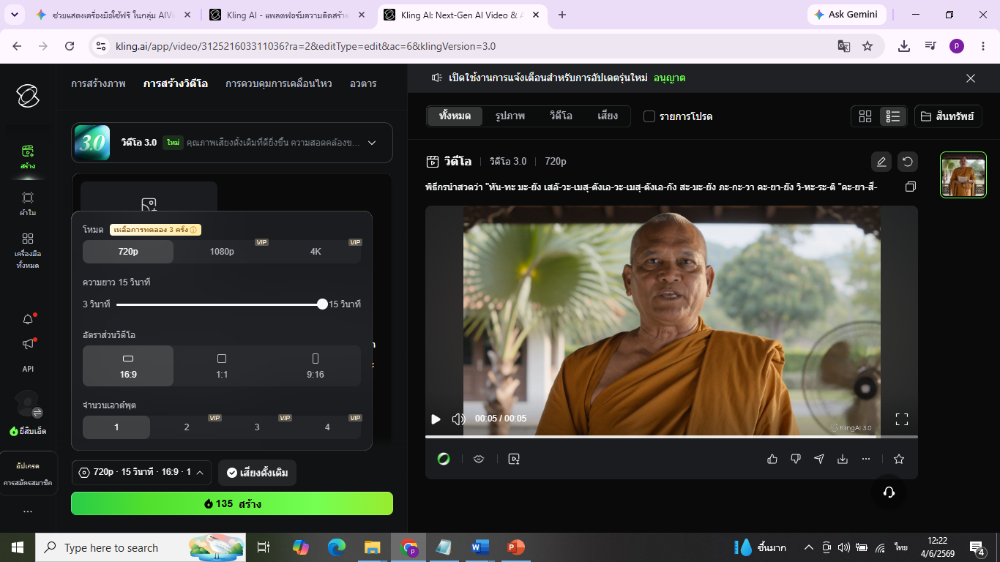 ช่วยแสดงเครื่องมือใช้ฟรี ในกลุ่ม AIVi
Kling AI - แพลตฟอร์มความคิดสร้าง
Kling AI: Next-Gen AI Video & A
Ask Gemini
kling.ai/app/video/312521603311036?ra=2&editType=edit&ac=6&klingVersion=3.0
p
การสร้างภาพ
การสร้างวิดีโอ
การควบคุมการเคลื่อนไหว
อวตาร
เปิดใช้งานการแจ้งเตือนสำหรับการอัปเดตรุ่นใหม่ อนุญาต
3.0
วิดีโอ 3.0
ใหม่
คุณภาพเสียงดั้งเดิมที่ดียิ่งขึ้น ความสอดคล้องข...
ทั้งหมด
รูปภาพ
วิดีโอ
เสียง
รายการโปรด
สินทรัพย์
สร้าง
ผ้าใบ
เครื่องมือ
ทั้งหมด
API
ยี่สิบเอ็ด
อัปเกรด
การสมัครสมาชิก
...
โหมด
เหลือการทดลอง 3 ครั้ง
720p
1080p
VIP
4K
VIP
ความยาว 15 วินาที
3 วินาที
15 วินาที
อัตราส่วนวิดีโอ
16:9
1:1
9:16
จำนวนเอาต์พุต
1
2
VIP
3
VIP
4
VIP
720p · 15 วินาที · 16:9 · 1
เสียงดั้งเดิม
135 สร้าง
วิดีโอ
วิดีโอ 3.0
720p
พิธีกรนำสวดว่า "หัน-ทะ มะ-ยัง เสอ้-วะ-เมสุ-ตังเอ-วะ-เมสุ-ตังเอ-กัง สะ-มะ-ยัง ภะ-กะ-วา คะ-ยา-ยัง วิ-หะ-ระ-ติ "คะ-ยา-สี-
00:05 / 00:05
KlingAI 3.0
Type here to search
ขึ้นมาก
ไทย
12:22
4/6/2569
4